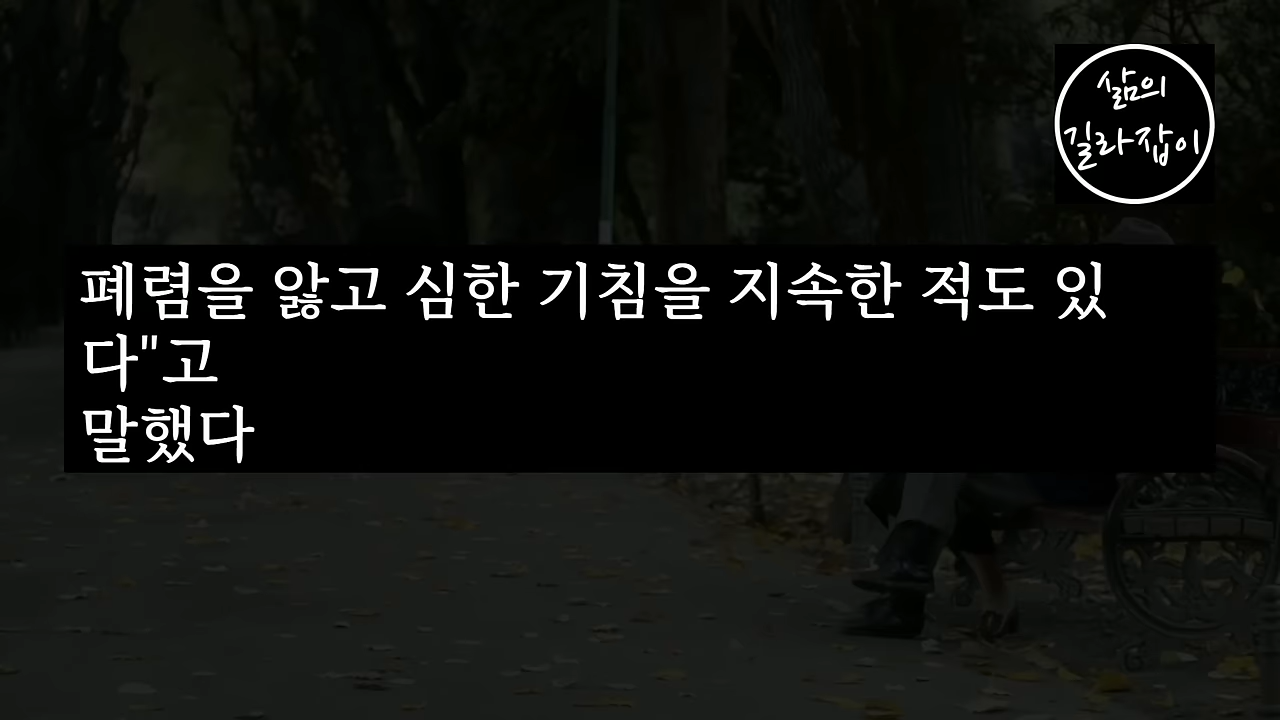 삶의
길라잡이
폐렴을 앓고 심한 기침을 지속한 적도 있
다"고
말했다